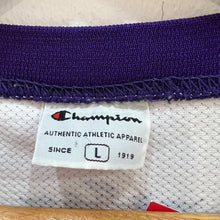 Champion
AUTHENTIC ATHLETIC APPAREL
SINCE L 1919